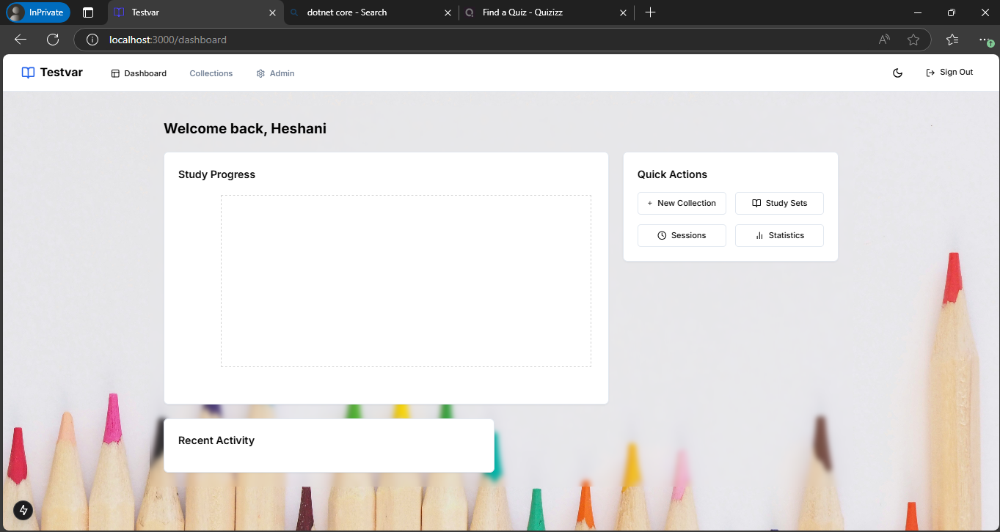 InPrivate
Testvar
dotnet core - Search
Find a Quiz - Quizizz
localhost:3000/dashboard
Testvar
Dashboard
Collections
Admin
Sign Out
Welcome back, Heshani
Study Progress
Quick Actions
+ New Collection
Study Sets
Sessions
Statistics
Recent Activity